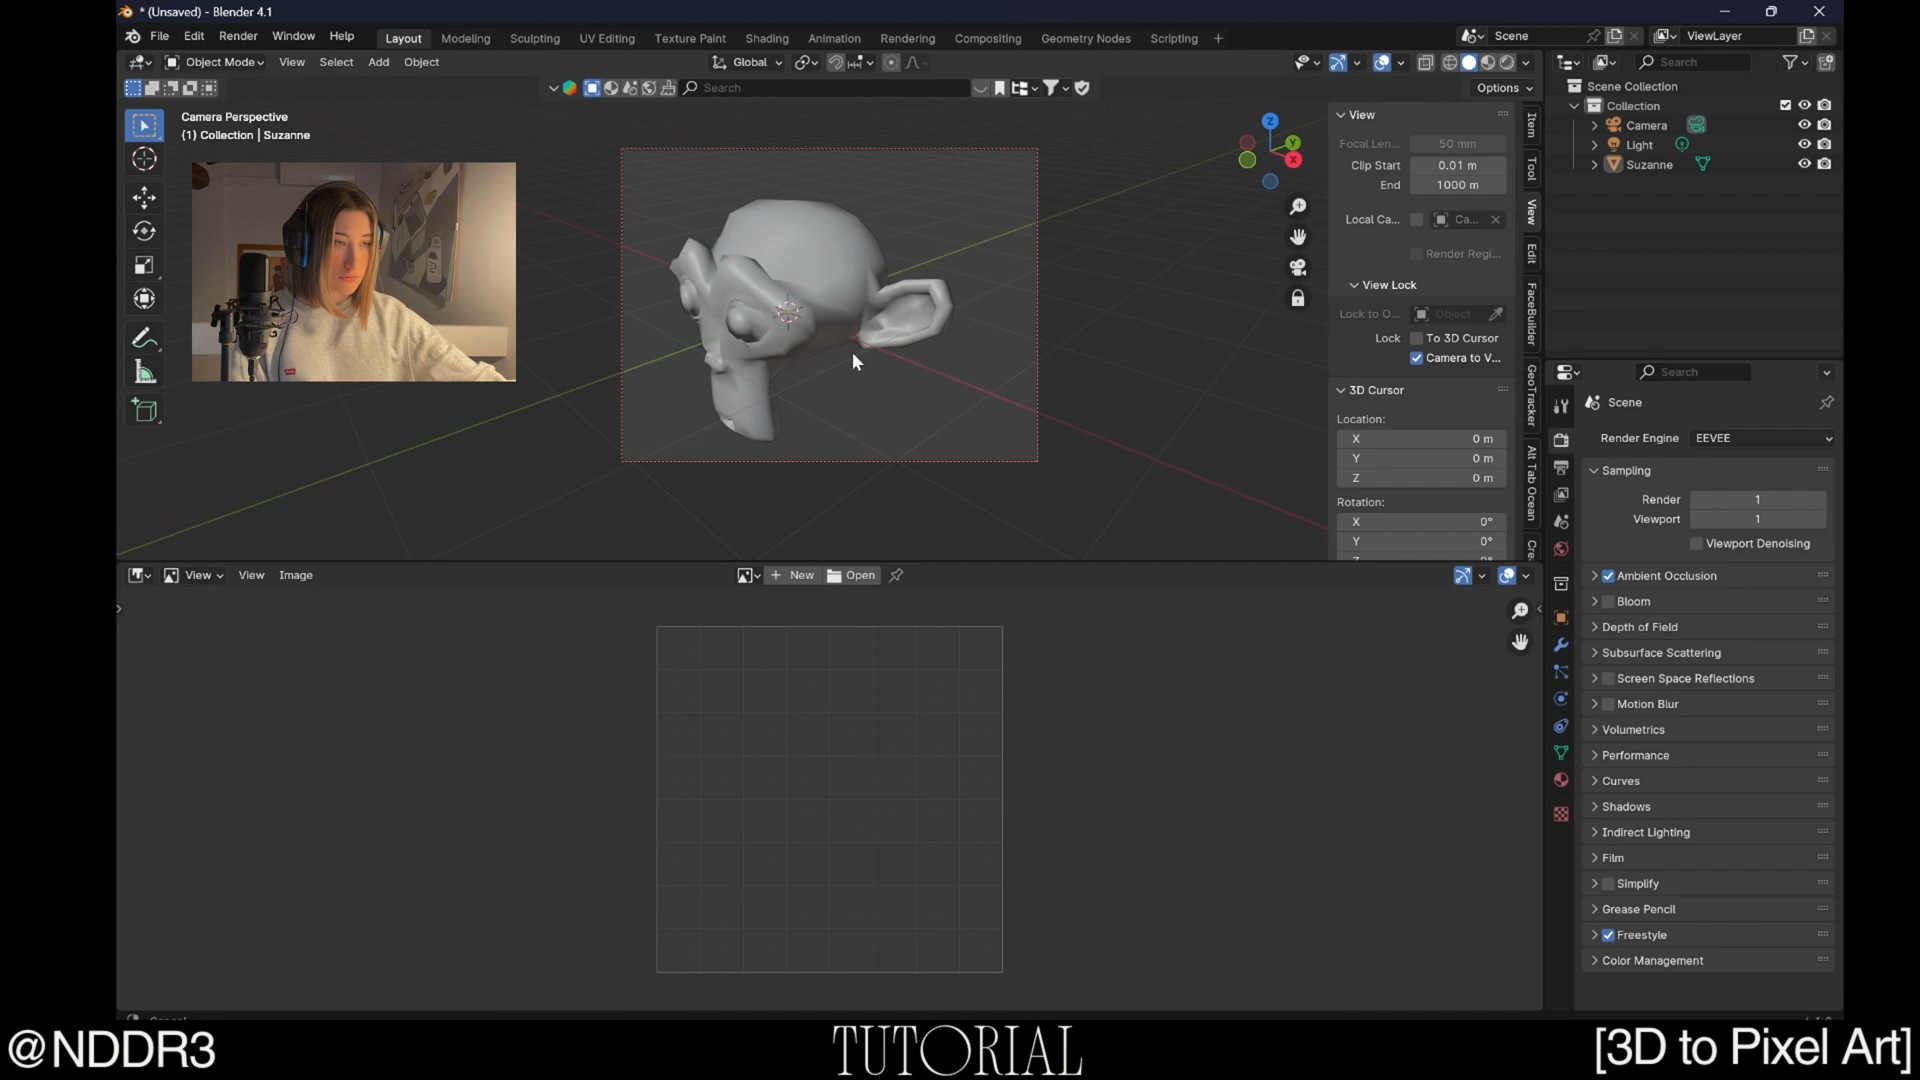 * (Unsaved) - Blender 4.1
File Edit Render Window Help Layout Modeling Sculpting UV Editing Texture Paint Shading Animation Rendering Compositing Geometry Nodes Scripting +
Scene
ViewLayer
Object Mode View Select Add Object
Global
Search
Search
Options
Camera Perspective
(1) Collection | Suzanne
Z
Y
X
View
Focal Len... 50 mm
Clip Start 0.01 m
End 1000 m
Local Ca... Ca...
Render Regi...
View Lock
Lock to O... Object
Lock To 3D Cursor
Camera to V...
3D Cursor
Location:
X 0 m
Y 0 m
Z 0 m
Rotation:
X 0°
Y 0°
Item
Tool
View
Edit
FaceBuilder
GeoTracker
Alt Tab Ocean
Cre
Scene Collection
Collection
Camera
Light
Suzanne
Search
Scene
Render Engine EEVEE
Sampling
Render 1
Viewport 1
Viewport Denoising
Ambient Occlusion
Bloom
Depth of Field
Subsurface Scattering
Screen Space Reflections
Motion Blur
Volumetrics
Performance
Curves
Shadows
Indirect Lighting
Film
Simplify
Grease Pencil
Freestyle
Color Management
View View Image
+ New Open
@NDDR3
TUTORIAL
[3D to Pixel Art]